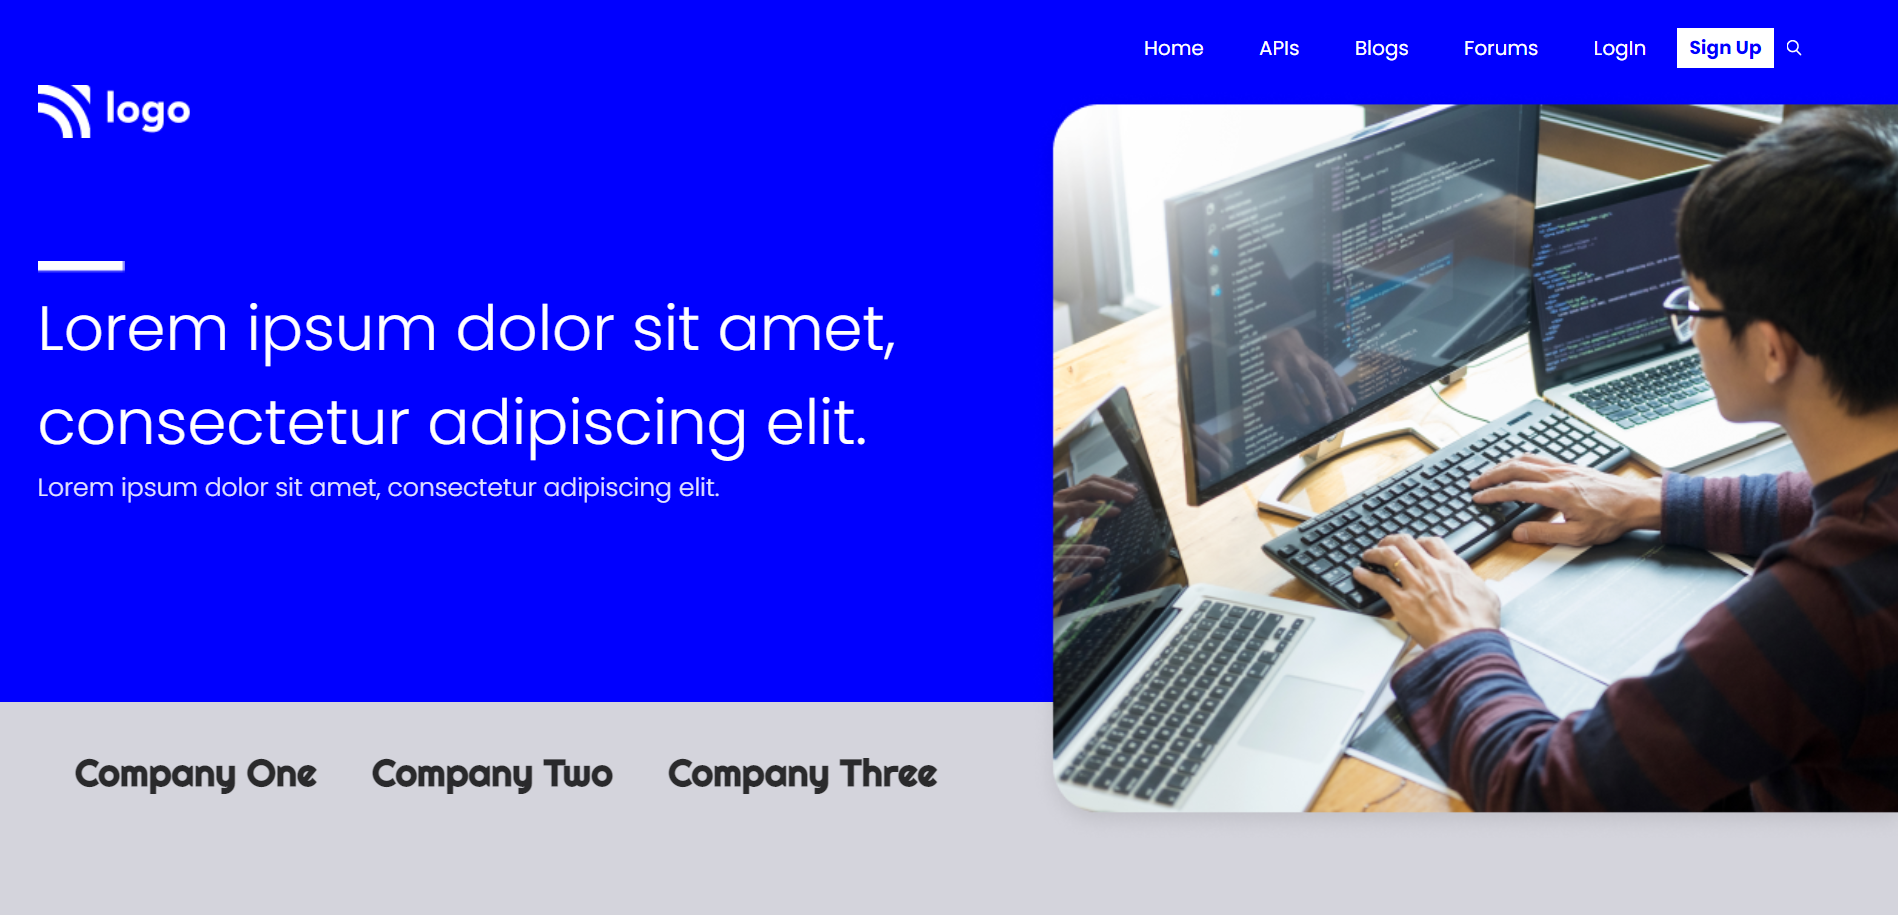 Home APIs Blogs Forums LogIn Sign Up
logo
Lorem ipsum dolor sit amet,
consectetur adipiscing elit.
Lorem ipsum dolor sit amet, consectetur adipiscing elit.
Company One Company Two Company Three